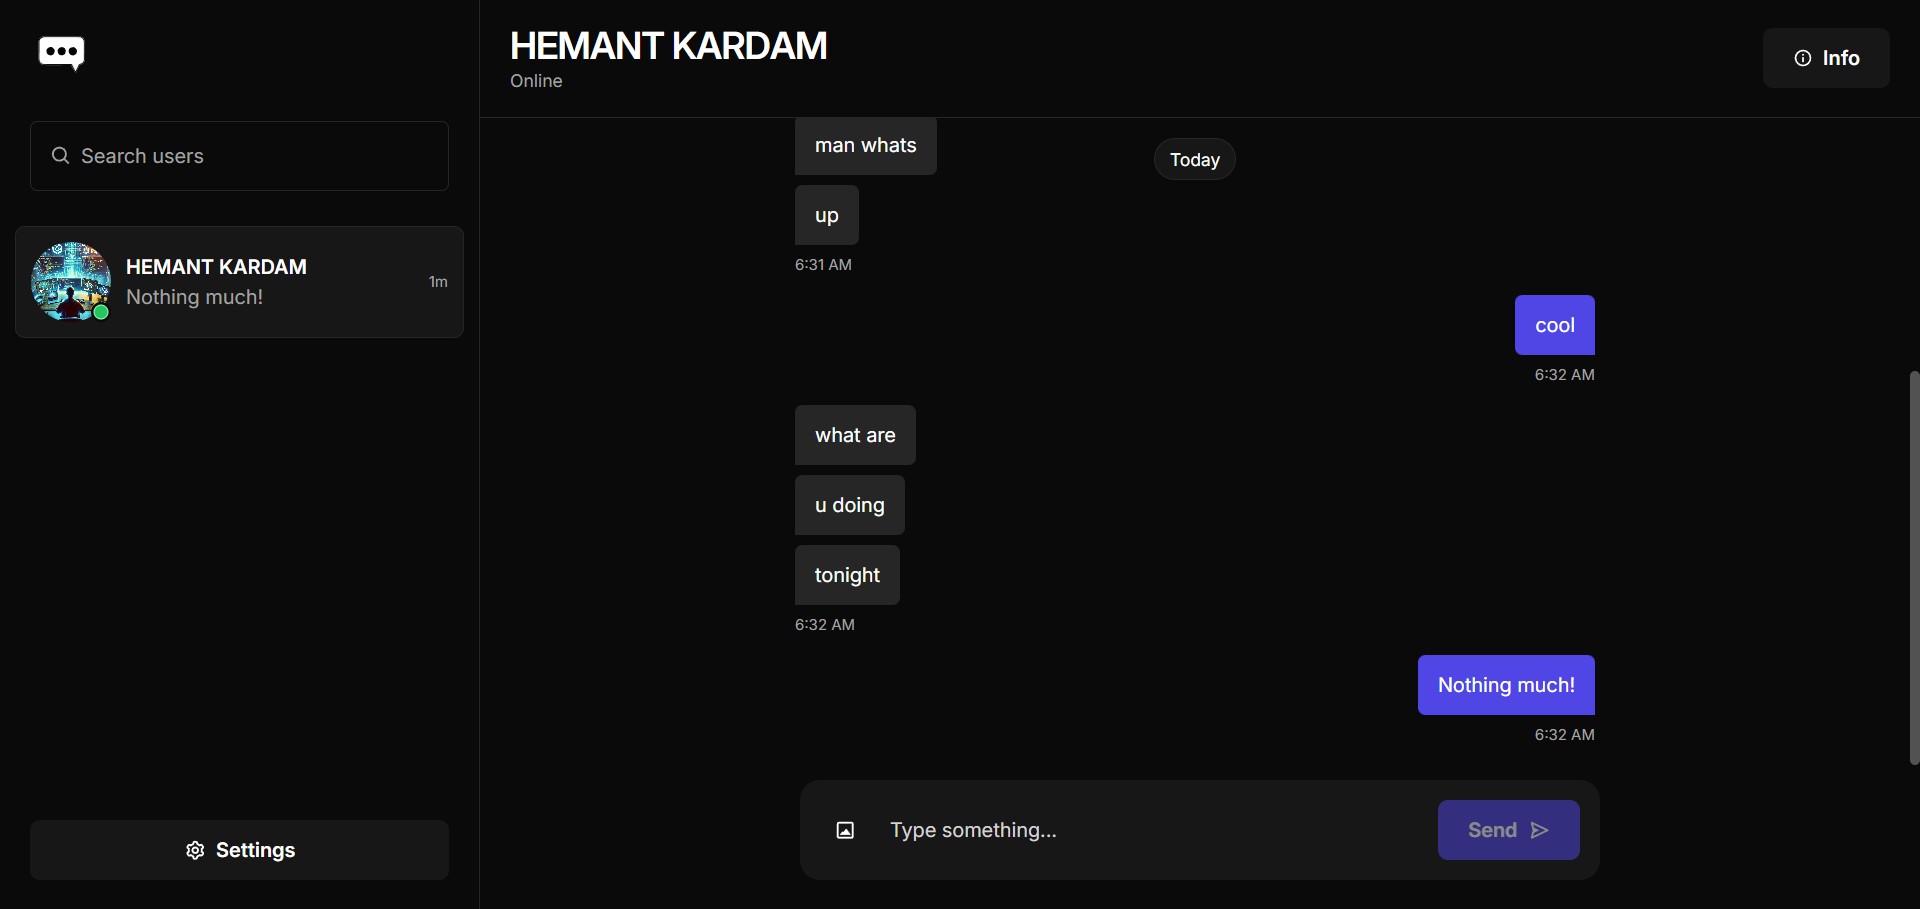 Search users
HEMANT KARDAM
Nothing much!
1m
Settings
HEMANT KARDAM
Online
Info
Today
man whats
up
6:31 AM
cool
6:32 AM
what are
u doing
tonight
6:32 AM
Nothing much!
6:32 AM
Type something...
Send